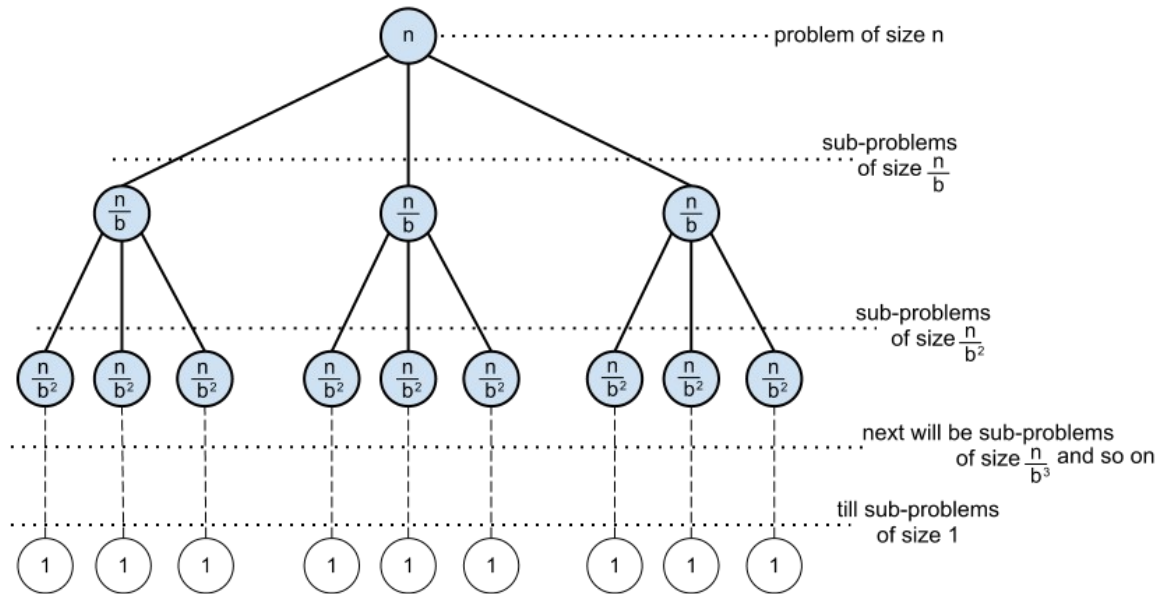 n
problem of size n
sub-problems
of size n/b
n/b n/b n/b
sub-problems
of size n/b²
n/b² n/b² n/b² n/b² n/b² n/b² n/b² n/b² n/b²
next will be sub-problems
of size n/b³ and so on
till sub-problems
of size 1
1 1 1 1 1 1 1 1 1